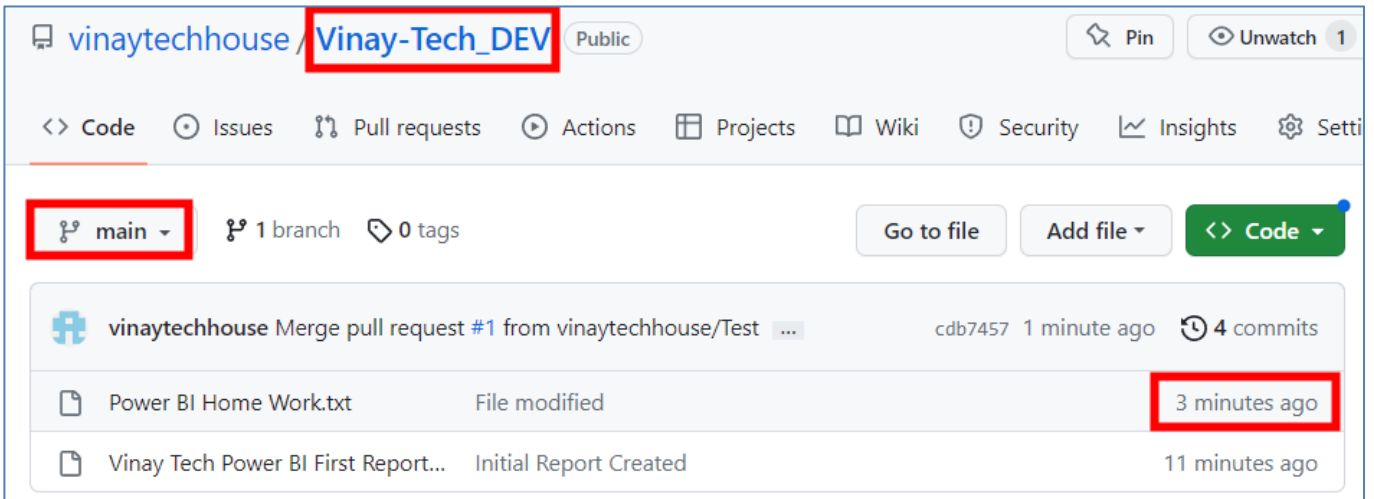 vinaytechhouse / Vinay-Tech_DEV Public Pin Unwatch 1
Code Issues Pull requests Actions Projects Wiki Security Insights Setti
main 1 branch 0 tags Go to file Add file <> Code
vinaytechhouse Merge pull request #1 from vinaytechhouse/Test ... cdb7457 1 minute ago 4 commits
Power BI Home Work.txt File modified 3 minutes ago
Vinay Tech Power BI First Report... Initial Report Created 11 minutes ago